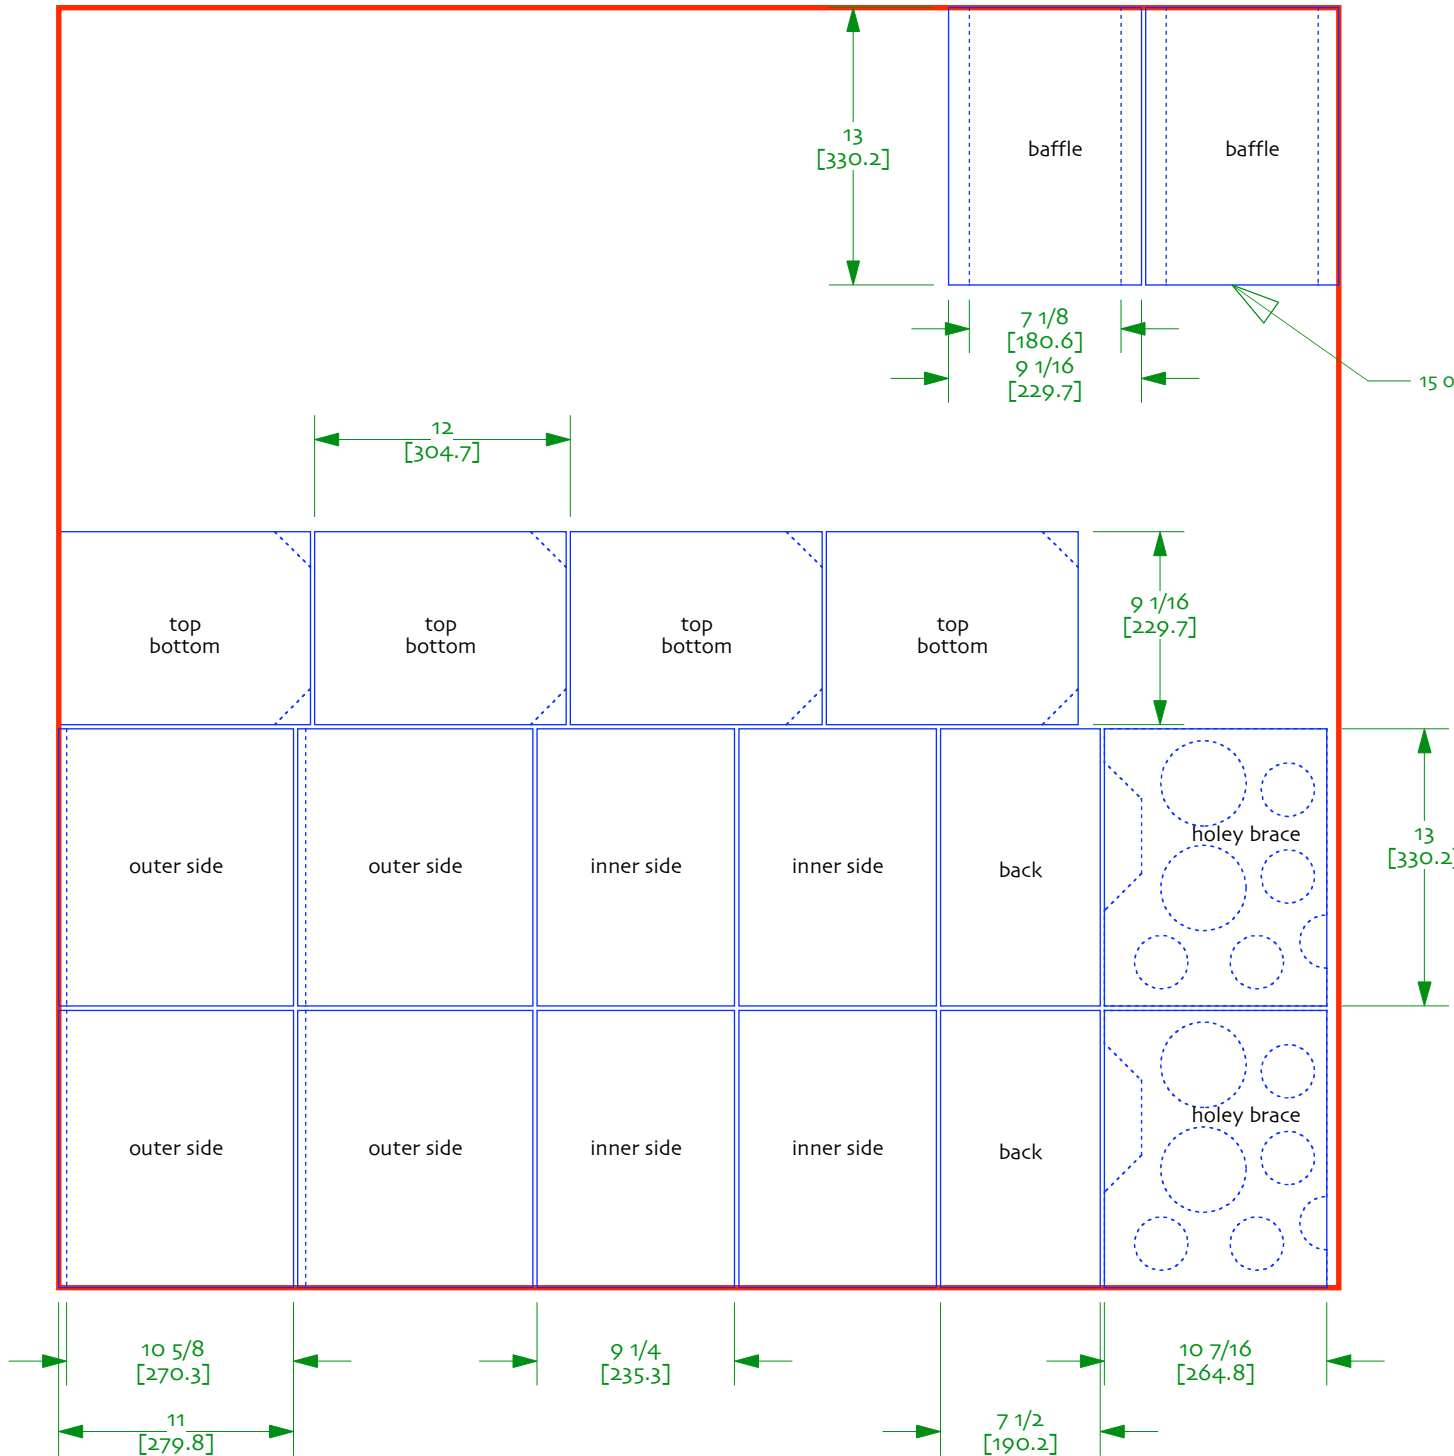 13
[330.2]
baffle
baffle
7 1/8
[180.6]
9 1/16
[229.7]
15 0
12
[304.7]
top
bottom
top
bottom
top
bottom
top
bottom
9 1/16
[229.7]
outer side
outer side
inner side
inner side
back
holey brace
13
[330.2]
outer side
outer side
inner side
inner side
back
holey brace
10 5/8
[270.3]
9 1/4
[235.3]
10 7/16
[264.8]
11
[279.8]
7 1/2
[190.2]